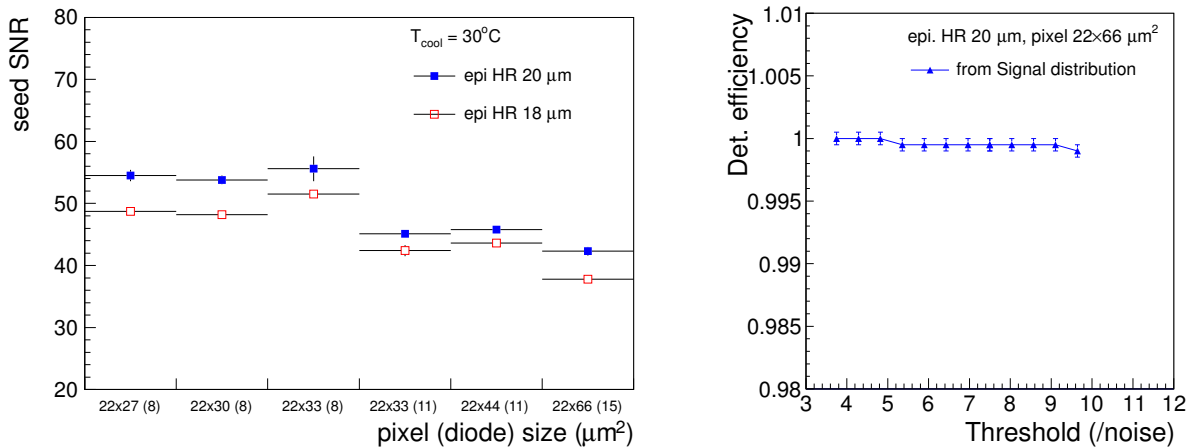 80
70
60
50
40
30
20
seed SNR
T_cool = 30°C
epi HR 20 μm
epi HR 18 μm
22x27 (8) 22x30 (8) 22x33 (8) 22x33 (11) 22x44 (11) 22x66 (15)
pixel (diode) size (μm²)
1.01
1.005
1
0.995
0.99
0.985
0.98
Det. efficiency
epi. HR 20 μm, pixel 22×66 μm²
from Signal distribution
3 4 5 6 7 8 9 10 11 12
Threshold (/noise)